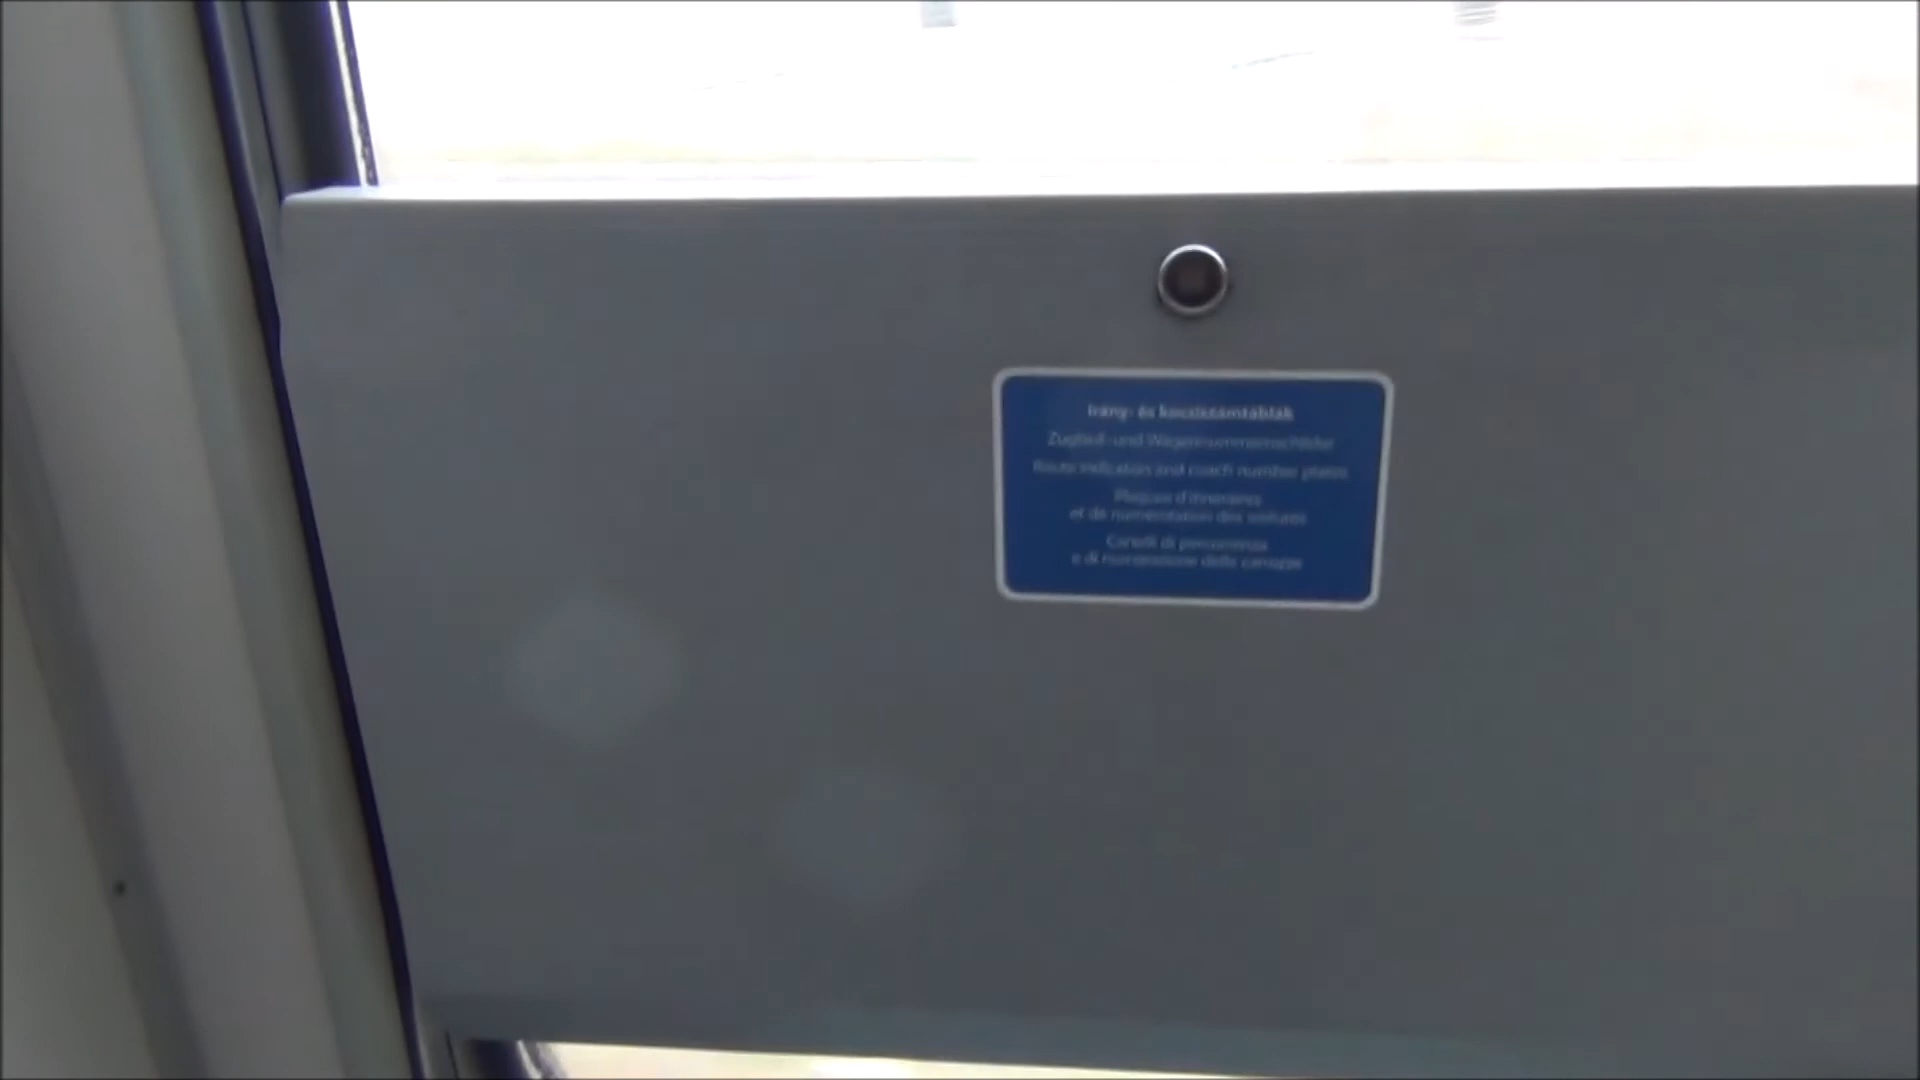 Irány- és kocsiszámtáblák
Zuglauf- und Wagennummernschilder
Route indication and coach number plates
Plaques d'itineraires
et de numérotation des voitures
Cartelli di percorrenza
e di numerazione delle carrozze